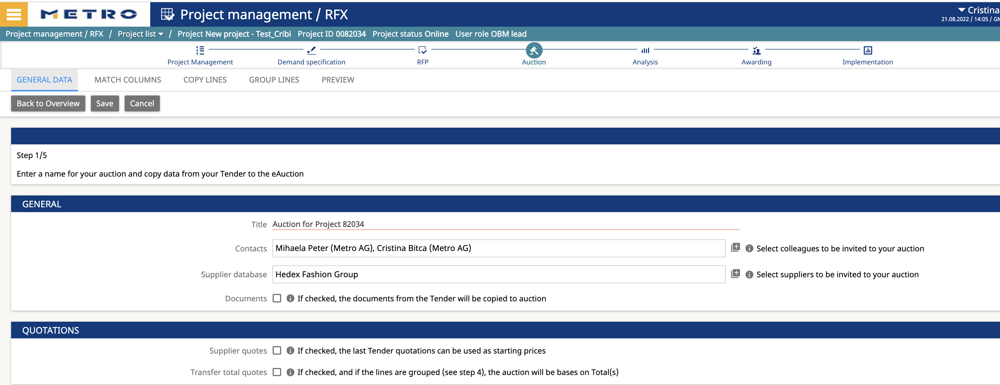 METRO
Project management / RFX
Cristina
21.08.2022 / 14:05 /
Project management / RFX / Project list / Project New project - Test_Cribi Project ID 0082034 Project status Online User role OBM lead
Project Management
Demand specification
RFP
Auction
Analysis
Awarding
Implementation
GENERAL DATA
MATCH COLUMNS
COPY LINES
GROUP LINES
PREVIEW
Back to Overview
Save
Cancel
Step 1/5
Enter a name for your auction and copy data from your Tender to the eAuction
GENERAL
Title Auction for Project 82034
Contacts Mihaela Peter (Metro AG), Cristina Bitca (Metro AG) Select colleagues to be invited to your auction
Supplier database Hedex Fashion Group Select suppliers to be invited to your auction
Documents If checked, the documents from the Tender will be copied to auction
QUOTATIONS
Supplier quotes If checked, the last Tender quotations can be used as starting prices
Transfer total quotes If checked, and if the lines are grouped (see step 4), the auction will be bases on Total(s)